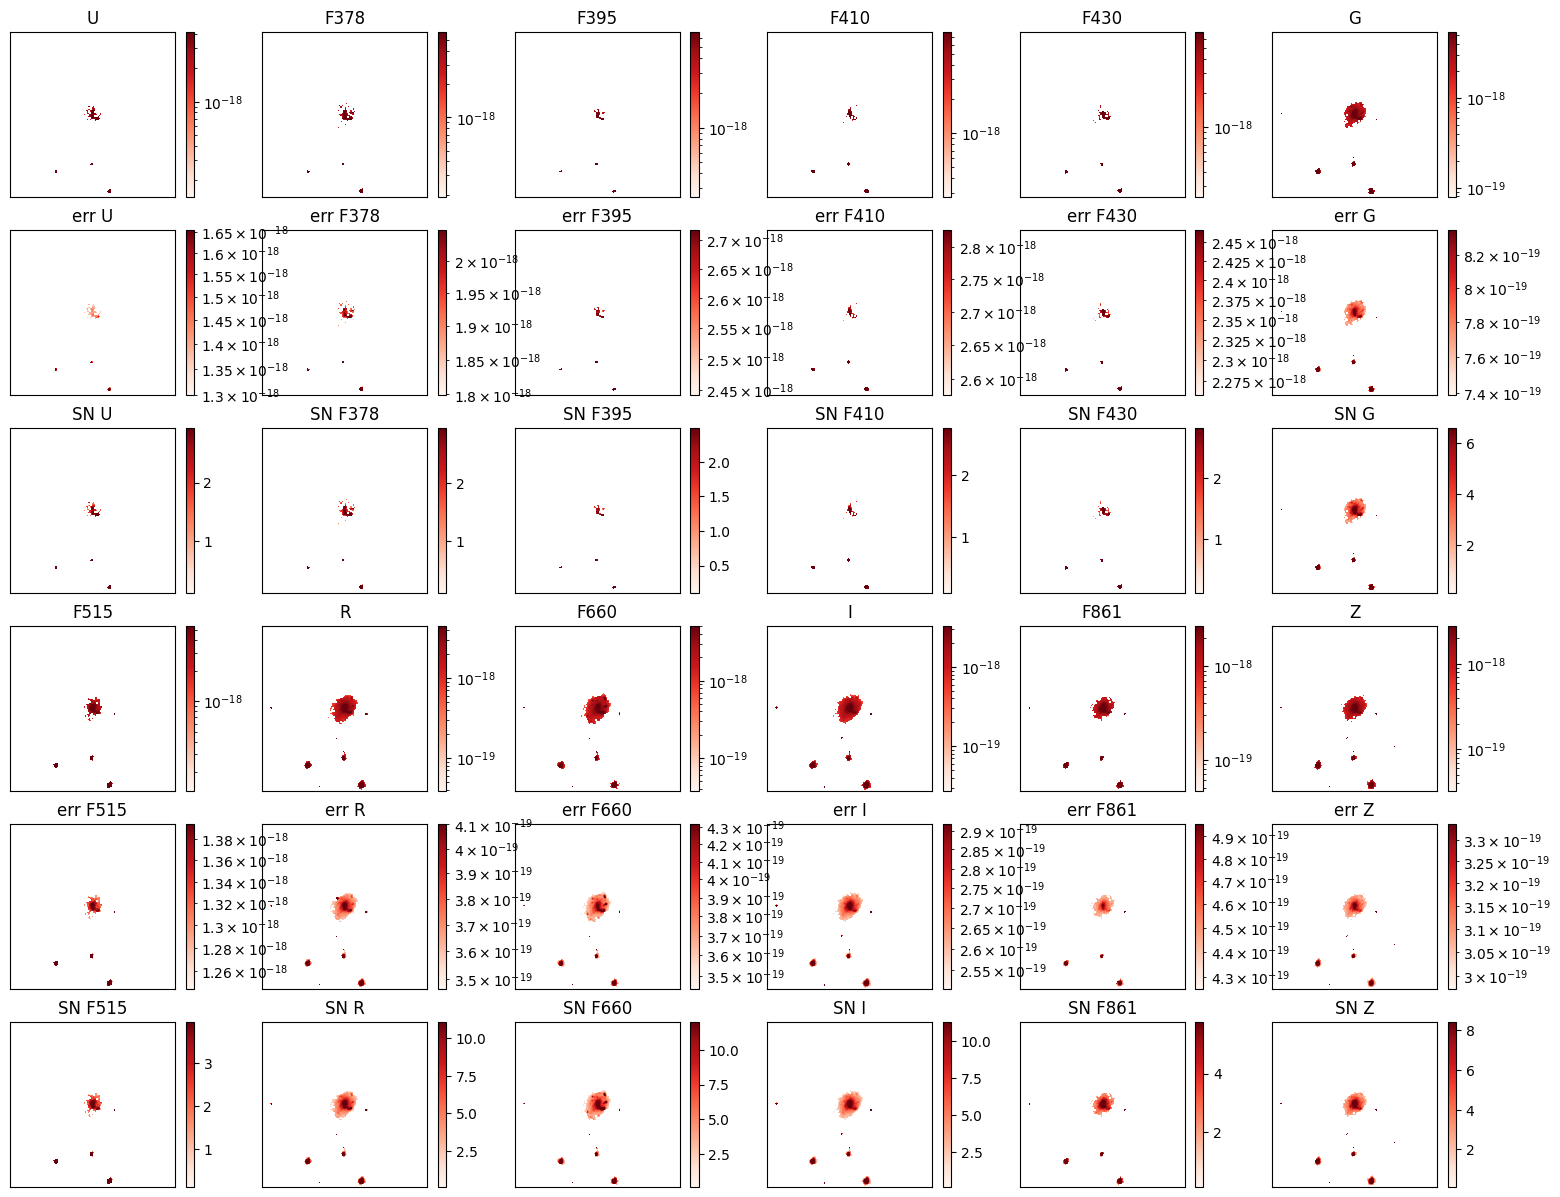 U F378 F395 F410 F430 G
10⁻¹⁸ 10⁻¹⁸ 10⁻¹⁸ 10⁻¹⁸ 10⁻¹⁸ 10⁻¹⁸ 10⁻¹⁹
err U err F378 err F395 err F410 err F430 err G
1.65 × 10⁻¹⁸
1.6 × 10⁻¹⁸
1.55 × 10⁻¹⁸
1.5 × 10⁻¹⁸
1.45 × 10⁻¹⁸
1.4 × 10⁻¹⁸
1.35 × 10⁻¹⁸
1.3 × 10⁻¹⁸
2 × 10⁻¹⁸
1.95 × 10⁻¹⁸
1.9 × 10⁻¹⁸
1.85 × 10⁻¹⁸
1.8 × 10⁻¹⁸
2.7 × 10⁻¹⁸
2.65 × 10⁻¹⁸
2.6 × 10⁻¹⁸
2.55 × 10⁻¹⁸
2.5 × 10⁻¹⁸
2.45 × 10⁻¹⁸
2.8 × 10⁻¹⁸
2.75 × 10⁻¹⁸
2.7 × 10⁻¹⁸
2.65 × 10⁻¹⁸
2.6 × 10⁻¹⁸
2.45 × 10⁻¹⁸
2.425 × 10⁻¹⁸
2.4 × 10⁻¹⁸
2.375 × 10⁻¹⁸
2.35 × 10⁻¹⁸
2.325 × 10⁻¹⁸
2.3 × 10⁻¹⁸
2.275 × 10⁻¹⁸
8.2 × 10⁻¹⁹
8 × 10⁻¹⁹
7.8 × 10⁻¹⁹
7.6 × 10⁻¹⁹
7.4 × 10⁻¹⁹
SN U SN F378 SN F395 SN F410 SN F430 SN G
2
1
2
1
2.0
1.5
1.0
0.5
2
1
2
1
6
4
2
F515 R F660 I F861 Z
10⁻¹⁸
10⁻¹⁸
10⁻¹⁹
10⁻¹⁸
10⁻¹⁹
10⁻¹⁸
10⁻¹⁹
10⁻¹⁸
10⁻¹⁹
10⁻¹⁸
10⁻¹⁹
err F515 err R err F660 err I err F861 err Z
1.38 × 10⁻¹⁸
1.36 × 10⁻¹⁸
1.34 × 10⁻¹⁸
1.32 × 10⁻¹⁸
1.3 × 10⁻¹⁸
1.28 × 10⁻¹⁸
1.26 × 10⁻¹⁸
4.1 × 10⁻¹⁹
4 × 10⁻¹⁹
3.9 × 10⁻¹⁹
3.8 × 10⁻¹⁹
3.7 × 10⁻¹⁹
3.6 × 10⁻¹⁹
3.5 × 10⁻¹⁹
4.3 × 10⁻¹⁹
4.2 × 10⁻¹⁹
4.1 × 10⁻¹⁹
4 × 10⁻¹⁹
3.9 × 10⁻¹⁹
3.8 × 10⁻¹⁹
3.7 × 10⁻¹⁹
3.6 × 10⁻¹⁹
3.5 × 10⁻¹⁹
2.9 × 10⁻¹⁹
2.85 × 10⁻¹⁹
2.8 × 10⁻¹⁹
2.75 × 10⁻¹⁹
2.7 × 10⁻¹⁹
2.65 × 10⁻¹⁹
2.6 × 10⁻¹⁹
2.55 × 10⁻¹⁹
4.9 × 10⁻¹⁹
4.8 × 10⁻¹⁹
4.7 × 10⁻¹⁹
4.6 × 10⁻¹⁹
4.5 × 10⁻¹⁹
4.4 × 10⁻¹⁹
4.3 × 10⁻¹⁹
3.3 × 10⁻¹⁹
3.25 × 10⁻¹⁹
3.2 × 10⁻¹⁹
3.15 × 10⁻¹⁹
3.1 × 10⁻¹⁹
3.05 × 10⁻¹⁹
3 × 10⁻¹⁹
SN F515 SN R SN F660 SN I SN F861 SN Z
3
2
1
10.0
7.5
5.0
2.5
10.0
7.5
5.0
2.5
10.0
7.5
5.0
2.5
4
2
8
6
4
2